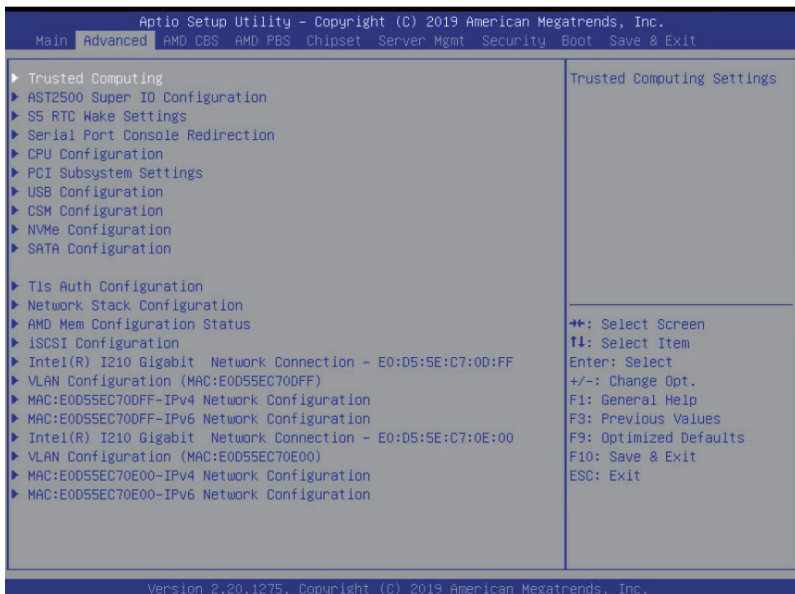 Aptio Setup Utility – Copyright (C) 2019 American Megatrends, Inc.
Main Advanced AMD CBS AMD PBS Chipset Server Mgmt Security Boot Save & Exit
Trusted Computing
AST2500 Super IO Configuration
S5 RTC Wake Settings
Serial Port Console Redirection
CPU Configuration
PCI Subsystem Settings
USB Configuration
CSM Configuration
NVMe Configuration
SATA Configuration
Tls Auth Configuration
Network Stack Configuration
AMD Mem Configuration Status
iSCSI Configuration
Intel(R) I210 Gigabit  Network Connection – E0:D5:5E:C7:0D:FF
VLAN Configuration (MAC:E0D55EC70DFF)
MAC:E0D55EC70DFF-IPv4 Network Configuration
MAC:E0D55EC70DFF-IPv6 Network Configuration
Intel(R) I210 Gigabit  Network Connection – E0:D5:5E:C7:0E:00
VLAN Configuration (MAC:E0D55EC70E00)
MAC:E0D55EC70E00-IPv4 Network Configuration
MAC:E0D55EC70E00-IPv6 Network Configuration
Trusted Computing Settings
→←: Select Screen
↑↓: Select Item
Enter: Select
+/-: Change Opt.
F1: General Help
F3: Previous Values
F9: Optimized Defaults
F10: Save & Exit
ESC: Exit
Version 2.20.1275. Copyright (C) 2019 American Megatrends, Inc.